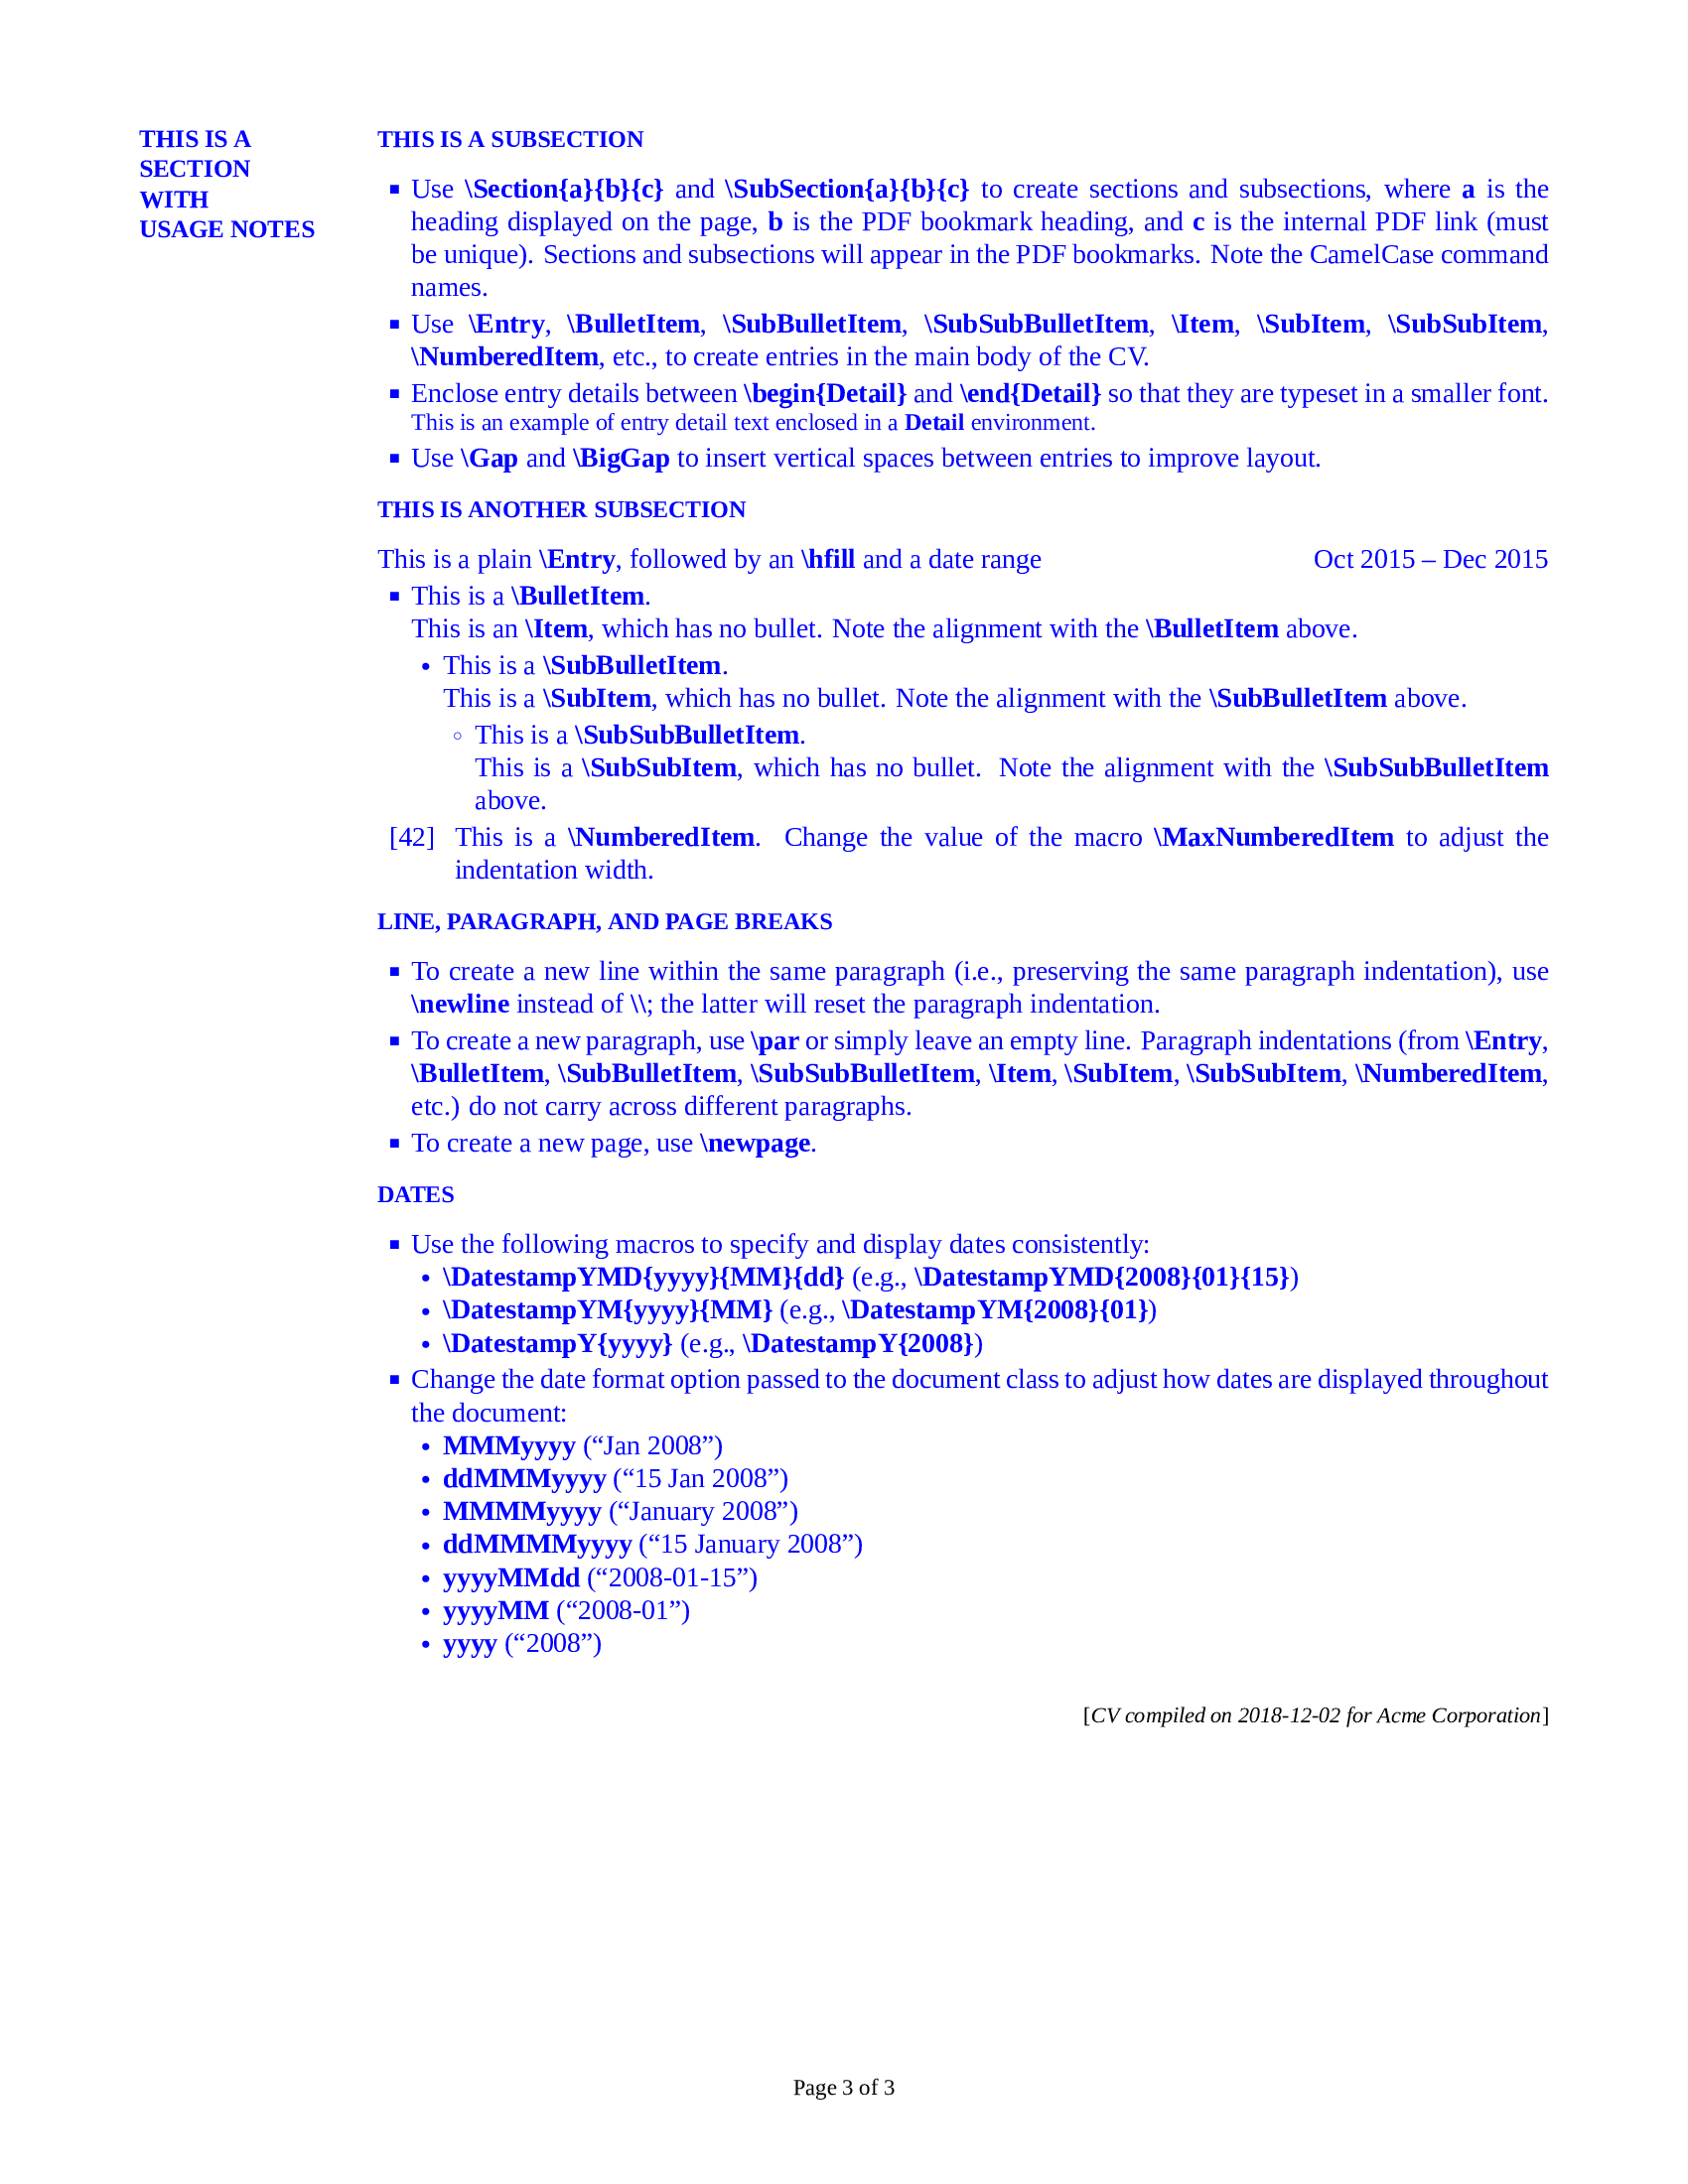 THIS IS A
SECTION
WITH
USAGE NOTES
THIS IS A SUBSECTION
▪ Use \Section{a}{b}{c} and \SubSection{a}{b}{c} to create sections and subsections, where a is the
heading displayed on the page, b is the PDF bookmark heading, and c is the internal PDF link (must
be unique). Sections and subsections will appear in the PDF bookmarks. Note the CamelCase command
names.
▪ Use \Entry, \BulletItem, \SubBulletItem, \SubSubBulletItem, \Item, \SubItem, \SubSubItem,
\NumberedItem, etc., to create entries in the main body of the CV.
▪ Enclose entry details between \begin{Detail} and \end{Detail} so that they are typeset in a smaller font.
This is an example of entry detail text enclosed in a Detail environment.
▪ Use \Gap and \BigGap to insert vertical spaces between entries to improve layout.
THIS IS ANOTHER SUBSECTION
This is a plain \Entry, followed by an \hfill and a date range Oct 2015 – Dec 2015
▪ This is a \BulletItem.
This is an \Item, which has no bullet. Note the alignment with the \BulletItem above.
• This is a \SubBulletItem.
This is a \SubItem, which has no bullet. Note the alignment with the \SubBulletItem above.
◦ This is a \SubSubBulletItem.
This is a \SubSubItem, which has no bullet. Note the alignment with the \SubSubBulletItem
above.
[42] This is a \NumberedItem. Change the value of the macro \MaxNumberedItem to adjust the
indentation width.
LINE, PARAGRAPH, AND PAGE BREAKS
▪ To create a new line within the same paragraph (i.e., preserving the same paragraph indentation), use
\newline instead of \\; the latter will reset the paragraph indentation.
▪ To create a new paragraph, use \par or simply leave an empty line. Paragraph indentations (from \Entry,
\BulletItem, \SubBulletItem, \SubSubBulletItem, \Item, \SubItem, \SubSubItem, \NumberedItem,
etc.) do not carry across different paragraphs.
▪ To create a new page, use \newpage.
DATES
▪ Use the following macros to specify and display dates consistently:
• \DatestampYMD{yyyy}{MM}{dd} (e.g., \DatestampYMD{2008}{01}{15})
• \DatestampYM{yyyy}{MM} (e.g., \DatestampYM{2008}{01})
• \DatestampY{yyyy} (e.g., \DatestampY{2008})
▪ Change the date format option passed to the document class to adjust how dates are displayed throughout
the document:
• MMMyyyy (“Jan 2008”)
• ddMMMyyyy (“15 Jan 2008”)
• MMMMyyyy (“January 2008”)
• ddMMMMyyyy (“15 January 2008”)
• yyyyMMdd (“2008-01-15”)
• yyyyMM (“2008-01”)
• yyyy (“2008”)
[CV compiled on 2018-12-02 for Acme Corporation]
Page 3 of 3